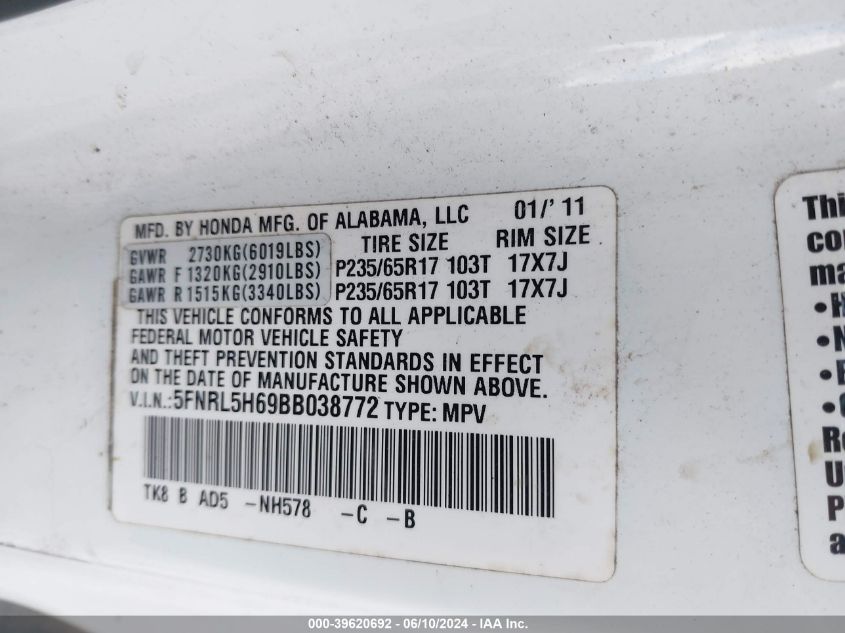 MFD. BY HONDA MFG. OF ALABAMA, LLC 01/' 11
GVWR 2730KG(6019LBS) TIRE SIZE RIM SIZE
GAWR F 1320KG(2910LBS) P235/65R17 103T 17X7J
GAWR R 1515KG(3340LBS) P235/65R17 103T 17X7J
THIS VEHICLE CONFORMS TO ALL APPLICABLE
FEDERAL MOTOR VEHICLE SAFETY
AND THEFT PREVENTION STANDARDS IN EFFECT
ON THE DATE OF MANUFACTURE SHOWN ABOVE.
V.I.N.:5FNRL5H69BB038772 TYPE: MPV
TK8 B AD5 -NH578 -C -B
000-39620692 - 06/10/2024 - IAA Inc.